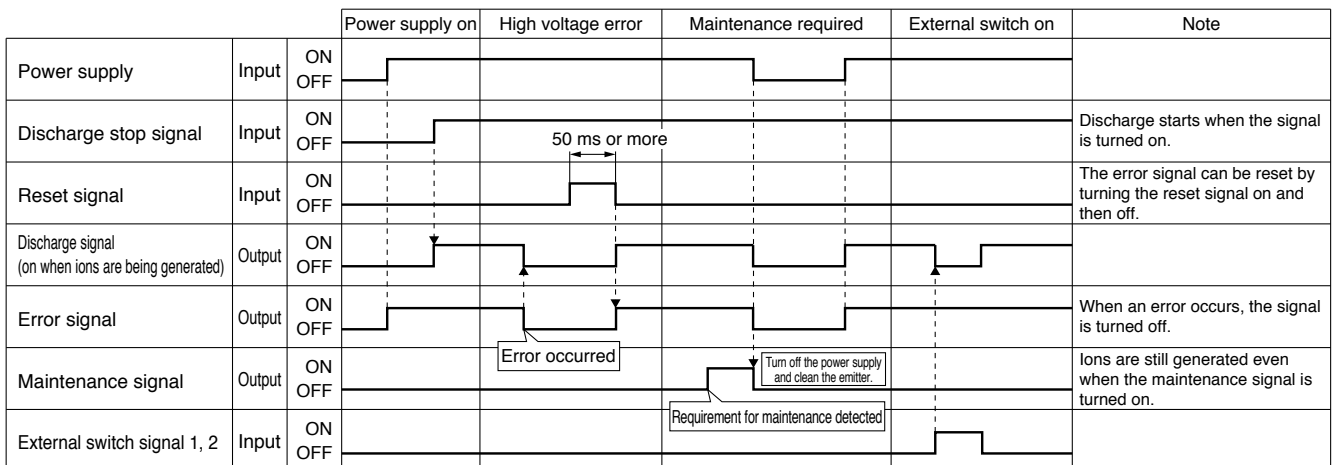 Power supply on High voltage error Maintenance required External switch on Note
Power supply Input ON
OFF
Discharge stop signal Input ON
OFF
50 ms or more
Discharge starts when the signal
is turned on.
Reset signal Input ON
OFF
The error signal can be reset by
turning the reset signal on and
then off.
Discharge signal
(on when ions are being generated) Output ON
OFF
Error signal Output ON
OFF
When an error occurs, the signal
is turned off.
Error occurred
Maintenance signal Output ON
OFF
Turn off the power supply
and clean the emitter.
Ions are still generated even
when the maintenance signal is
turned on.
Requirement for maintenance detected
External switch signal 1, 2 Input ON
OFF